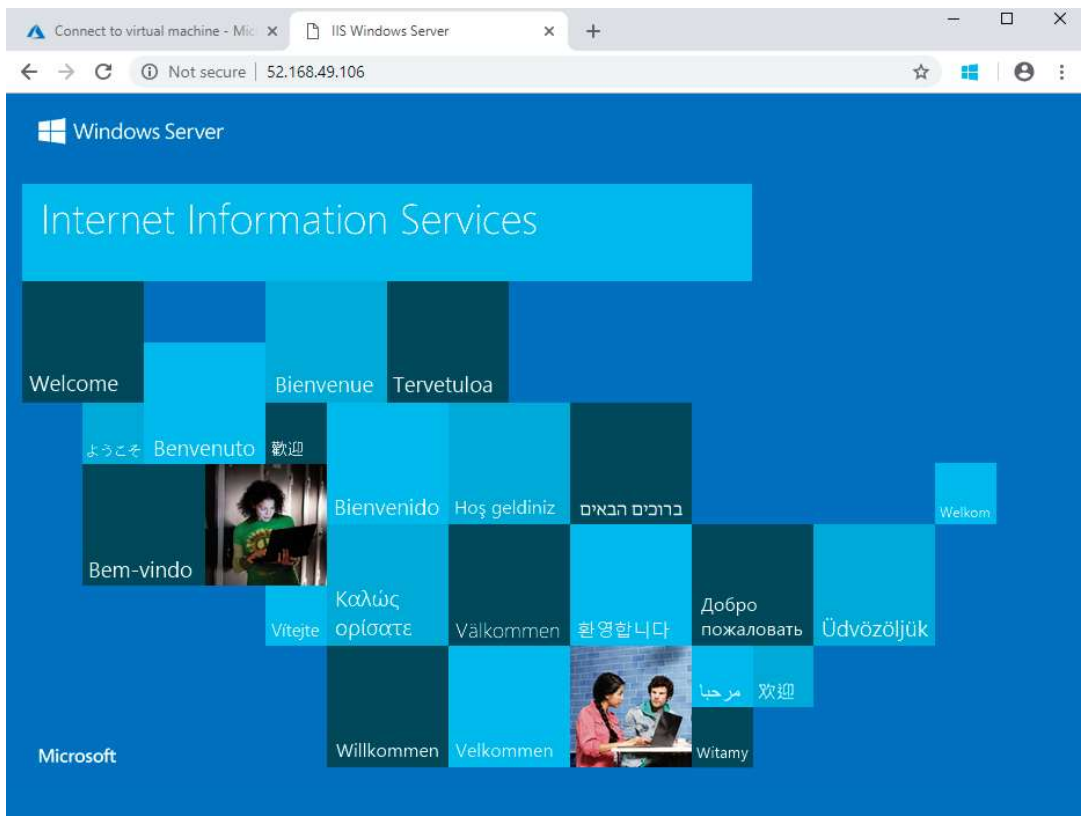 Connect to virtual machine - Mic
IIS Windows Server
Not secure | 52.168.49.106
Windows Server
Internet Information Services
Welcome
Bienvenue
Tervetuloa
ようこそ
Benvenuto
歡迎
Bienvenido
Hoş geldiniz
ברוכים הבאים
Welkom
Bem-vindo
Vítejte
Καλώς
ορίσατε
Välkommen
환영합니다
Добро
пожаловать
Üdvözöljük
مرحبا
欢迎
Microsoft
Willkommen
Velkommen
Witamy